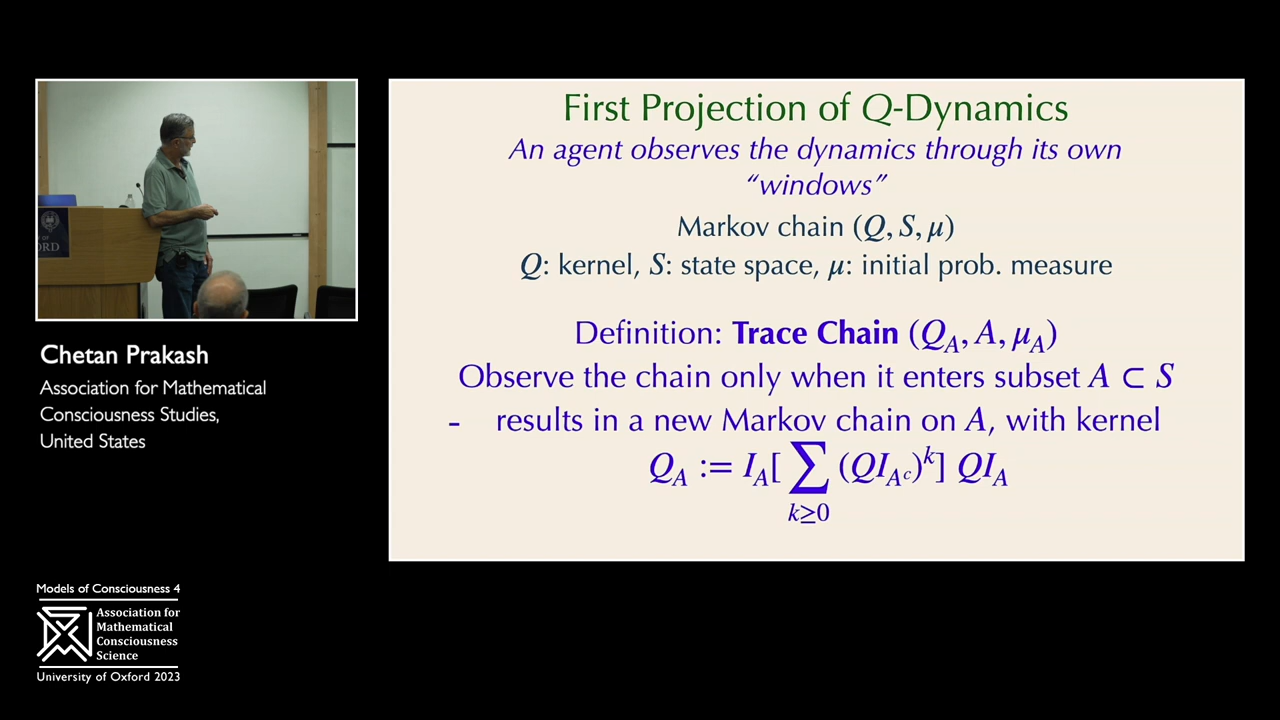 First Projection of Q-Dynamics
An agent observes the dynamics through its own
“windows”
Markov chain (Q, S, μ)
Q: kernel, S: state space, μ: initial prob. measure
Definition: Trace Chain (Q_A, A, μ_A)
Observe the chain only when it enters subset A ⊂ S
- results in a new Markov chain on A, with kernel
Q_A := I_A[ ∑_{k≥0} (QI_{A^c})^k] QI_A
Chetan Prakash
Association for Mathematical
Consciousness Studies,
United States
Models of Consciousness 4
Association for
Mathematical
Consciousness
Science
University of Oxford 2023